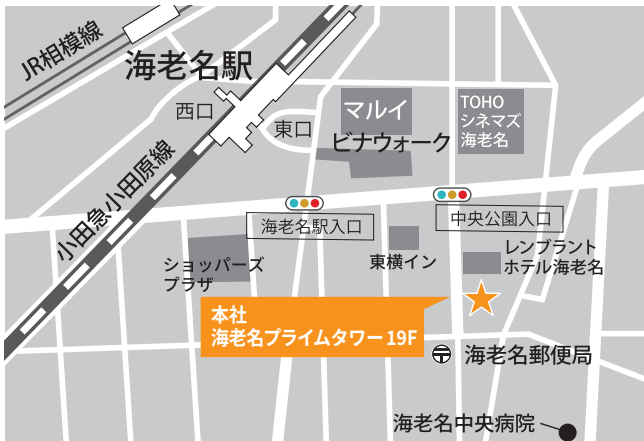 JR相模線
海老名駅
西口
東口
小田急小田原線
マルイ
ビナウォーク
TOHO
シネマズ
海老名
海老名駅入口
中央公園入口
ショッパーズ
プラザ
東横イン
レンブラント
ホテル海老名
本社
海老名プライムタワー 19F
〒
海老名郵便局
海老名中央病院